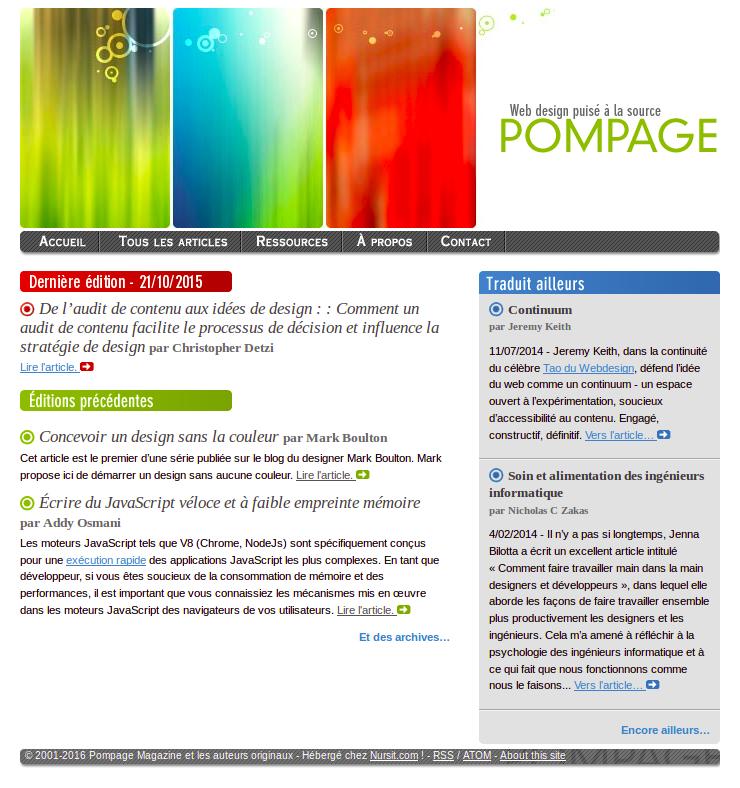 Web design puisé à la source
POMPAGE
Accueil
Tous les articles
Ressources
À propos
Contact
Dernière édition - 21/10/2015
De l’audit de contenu aux idées de design : : Comment un
audit de contenu facilite le processus de décision et influence la
stratégie de design par Christopher Detzi
Lire l'article.
Éditions précédentes
Concevoir un design sans la couleur par Mark Boulton
Cet article est le premier d’une série publiée sur le blog du designer Mark Boulton. Mark
propose ici de démarrer un design sans aucune couleur. Lire l'article.
Écrire du JavaScript véloce et à faible empreinte mémoire
par Addy Osmani
Les moteurs JavaScript tels que V8 (Chrome, NodeJs) sont spécifiquement conçus
pour une exécution rapide des applications JavaScript les plus complexes. En tant que
développeur, si vous êtes soucieux de la consommation de mémoire et des
performances, il est important que vous connaissiez les mécanismes mis en œuvre
dans les moteurs JavaScript des navigateurs de vos utilisateurs. Lire l'article.
Et des archives…
Traduit ailleurs
Continuum
par Jeremy Keith
11/07/2014 - Jeremy Keith, dans la continuité
du célèbre Tao du Webdesign, défend l’idée
du web comme un continuum - un espace
ouvert à l’expérimentation, soucieux
d’accessibilité au contenu. Engagé,
constructif, définitif. Vers l'article…
Soin et alimentation des ingénieurs
informatique
par Nicholas C Zakas
4/02/2014 - Il n’y a pas si longtemps, Jenna
Bilotta a écrit un excellent article intitulé
« Comment faire travailler main dans la main
designers et développeurs », dans lequel elle
aborde les façons de faire travailler ensemble
plus productivement les designers et les
ingénieurs. Cela m’a amené à réfléchir à la
psychologie des ingénieurs informatique et à
ce qui fait que nous fonctionnons comme
nous le faisons... Vers l'article…
Encore ailleurs…
© 2001-2016 Pompage Magazine et les auteurs originaux - Hébergé chez Nursit.com ! - RSS / ATOM - About this site
POMPAGE